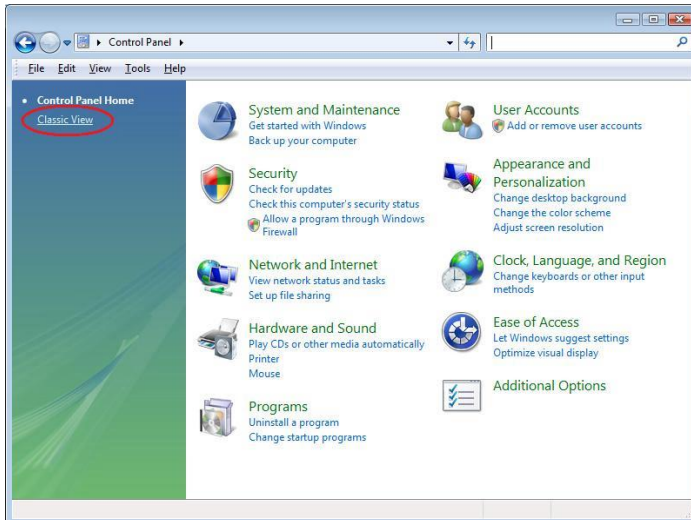 Control Panel
File Edit View Tools Help
Control Panel Home
Classic View
System and Maintenance
Get started with Windows
Back up your computer
Security
Check for updates
Check this computer's security status
Allow a program through Windows
Firewall
Network and Internet
View network status and tasks
Set up file sharing
Hardware and Sound
Play CDs or other media automatically
Printer
Mouse
Programs
Uninstall a program
Change startup programs
User Accounts
Add or remove user accounts
Appearance and
Personalization
Change desktop background
Change the color scheme
Adjust screen resolution
Clock, Language, and Region
Change keyboards or other input
methods
Ease of Access
Let Windows suggest settings
Optimize visual display
Additional Options